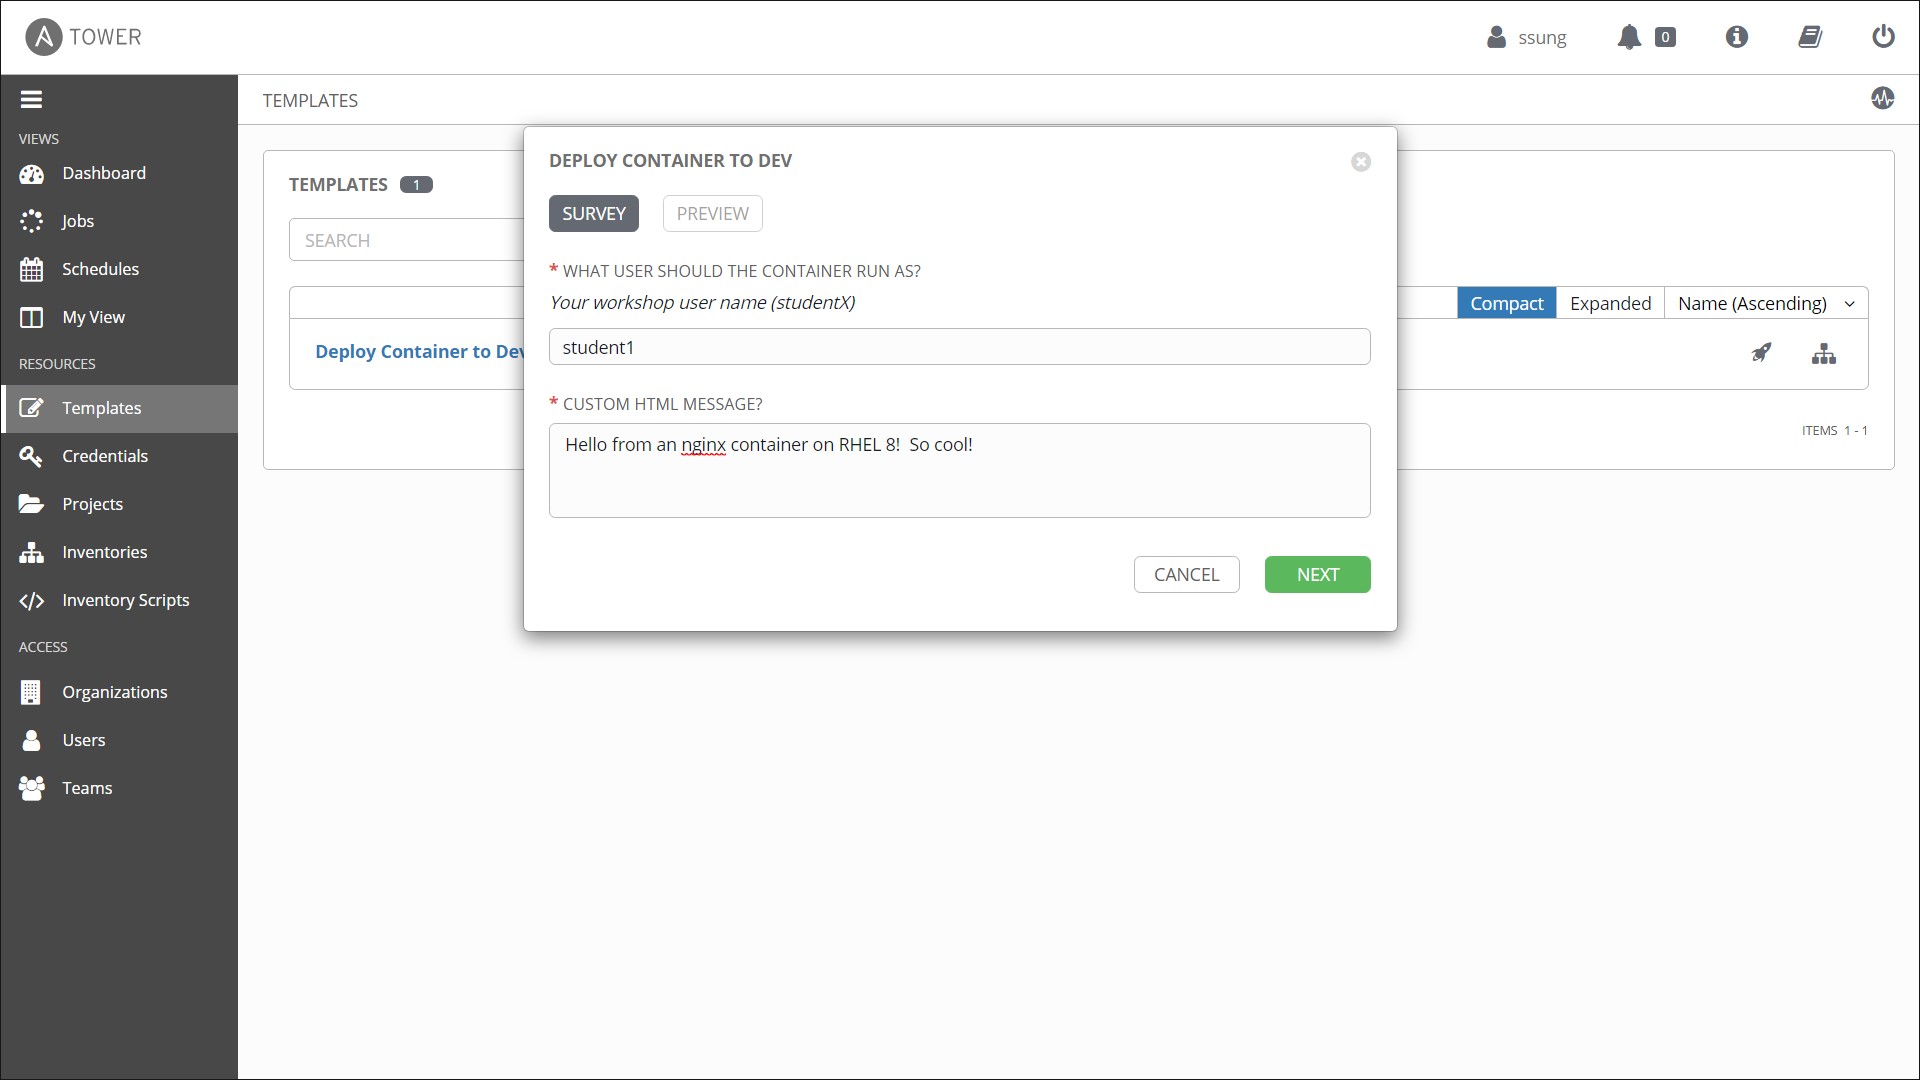 TOWER
ssung
0
VIEWS
Dashboard
Jobs
Schedules
My View
RESOURCES
Templates
Credentials
Projects
Inventories
Inventory Scripts
ACCESS
Organizations
Users
Teams
TEMPLATES
TEMPLATES 1
SEARCH
Compact Expanded Name (Ascending)
Deploy Container to Dev
ITEMS 1 - 1
DEPLOY CONTAINER TO DEV
SURVEY PREVIEW
* WHAT USER SHOULD THE CONTAINER RUN AS?
Your workshop user name (studentX)
student1
* CUSTOM HTML MESSAGE?
Hello from an nginx container on RHEL 8!  So cool!
CANCEL NEXT